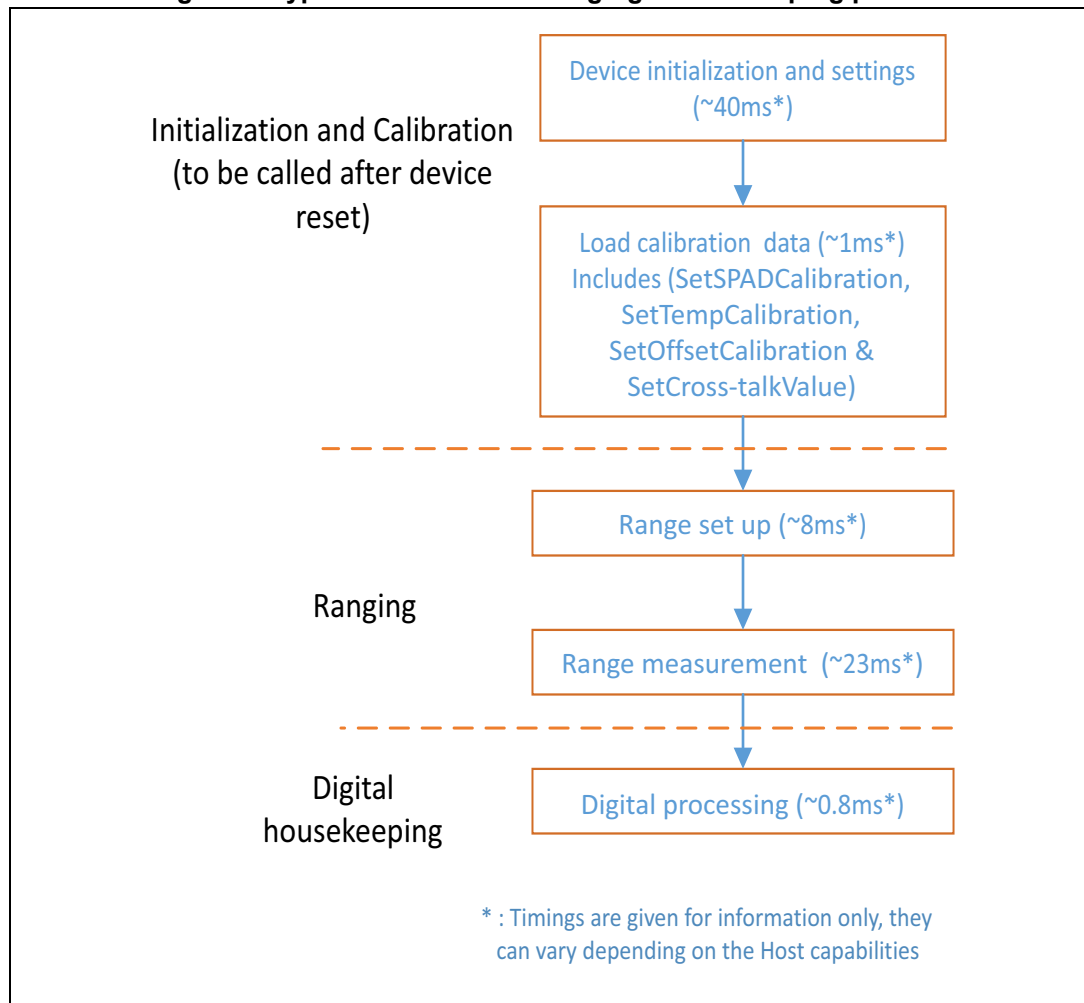 Initialization and Calibration
(to be called after device
reset)
Device initialization and settings
(~40ms*)
Load calibration data (~1ms*)
Includes (SetSPADCalibration,
SetTempCalibration,
SetOffsetCalibration &
SetCross-talkValue)
Ranging
Range set up (~8ms*)
Range measurement (~23ms*)
Digital
housekeeping
Digital processing (~0.8ms*)
* : Timings are given for information only, they
can vary depending on the Host capabilities